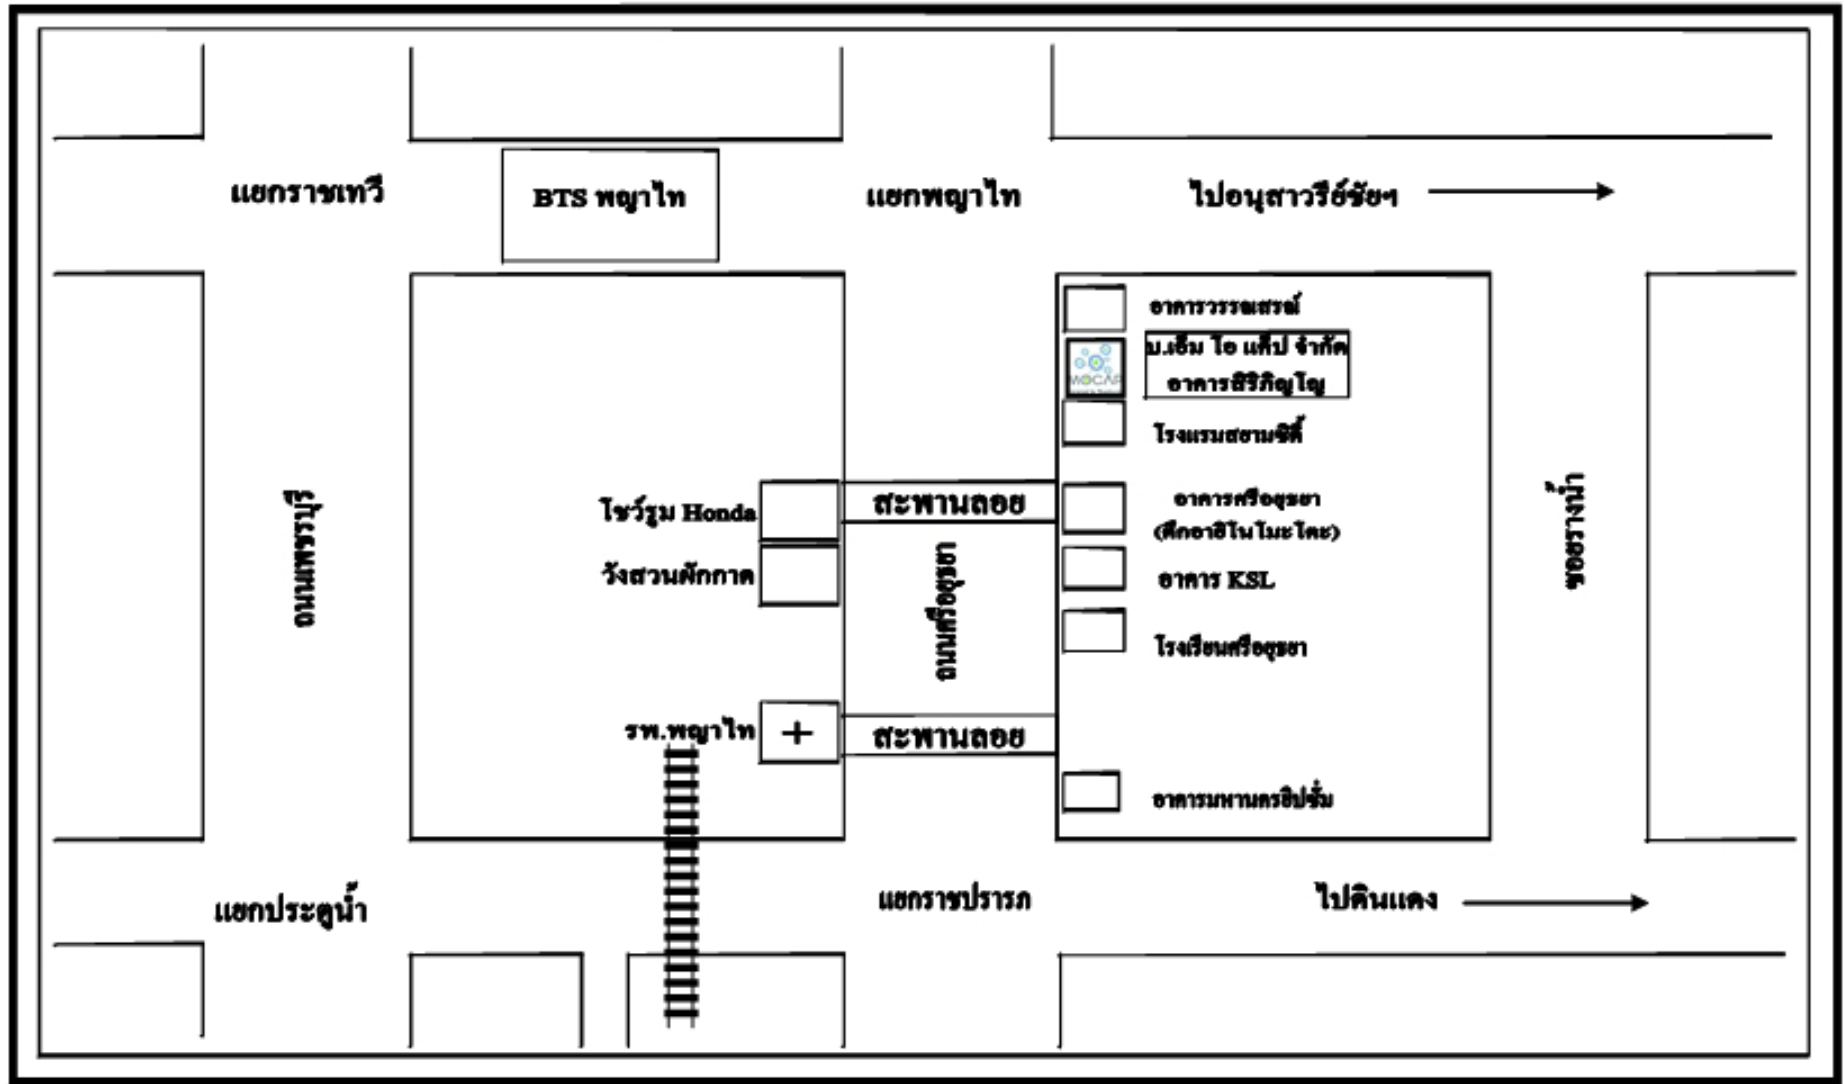 แยกราชเทวี
BTS พญาไท
แยกพญาไท
ไปอนุสาวรีย์ชัยฯ
อาคารวรรณสรณ์
บ.เอ็ม โอ แค็ป จำกัด
อาคารสิริภิญโญ
MOCAP
โรงแรมสยามซิตี้
ถนนเพชรบุรี
โชว์รูม Honda
สะพานลอย
อาคารศรีอยุธยา
(ตึกอายิโนโมะโตะ)
ซอยรางน้ำ
วังสวนผักกาด
ถนนศรีอยุธยา
อาคาร KSL
โรงเรียนศรีอยุธยา
รพ.พญาไท
สะพานลอย
อาคารมหานครยิปซั่ม
แยกประตูน้ำ
แยกราชปรารภ
ไปดินแดง